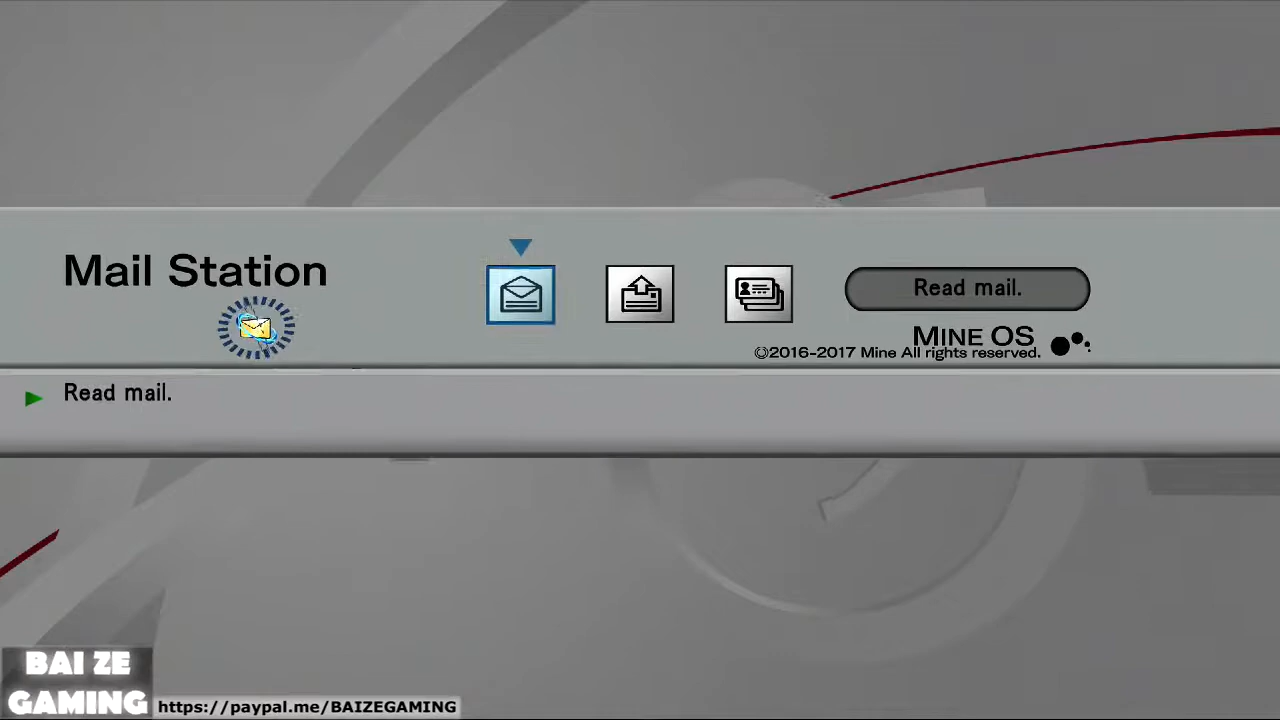 Mail Station
Read mail.
MINE OS
©2016-2017 Mine All rights reserved.
Read mail.
BAI ZE
GAMING
https://paypal.me/BAIZEGAMING